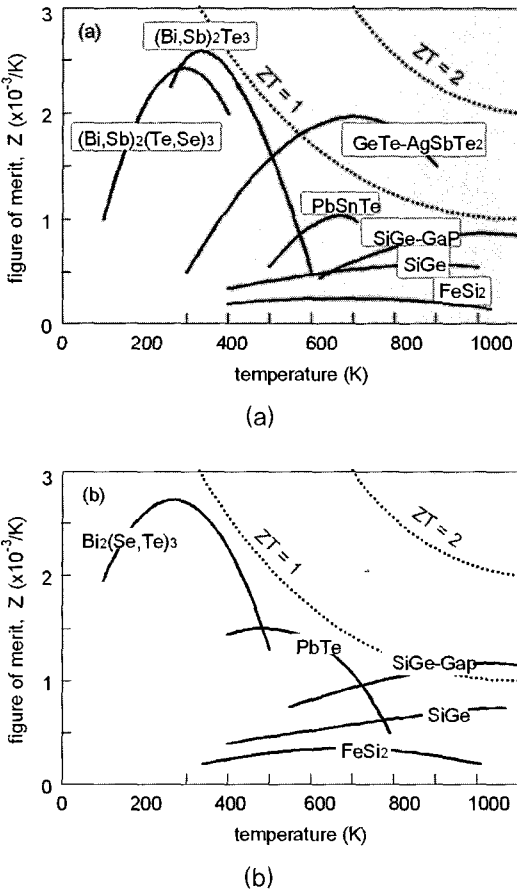 (a)
(Bi,Sb)₂Te₃
(Bi,Sb)₂(Te,Se)₃
ZT = 1
ZT = 2
GeTe-AgSbTe₂
PbSnTe
SiGe-GaP
SiGe
FeSi₂
figure of merit, Z (x10⁻³/K)
3
2
1
0
0 200 400 600 800 1000
temperature (K)
(a)
(b)
Bi₂(Se,Te)₃
ZT = 1
ZT = 2
PbTe
SiGe-Gap
SiGe
FeSi₂
figure of merit, Z (x10⁻³/K)
3
2
1
0
0 200 400 600 800 1000
temperature (K)
(b)